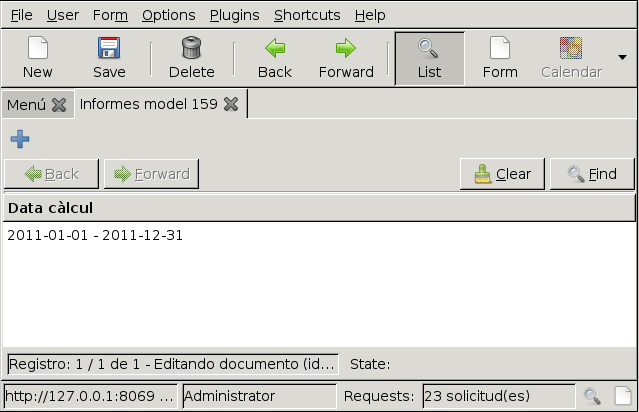 File User Form Options Plugins Shortcuts Help
New Save Delete Back Forward List Form Calendar
Menú Informes model 159
Back Forward Clear Find
Data càlcul
2011-01-01 - 2011-12-31
Registro: 1 / 1 de 1 - Editando documento (id... State:
http://127.0.0.1:8069 ... Administrator Requests: 23 solicitud(es)